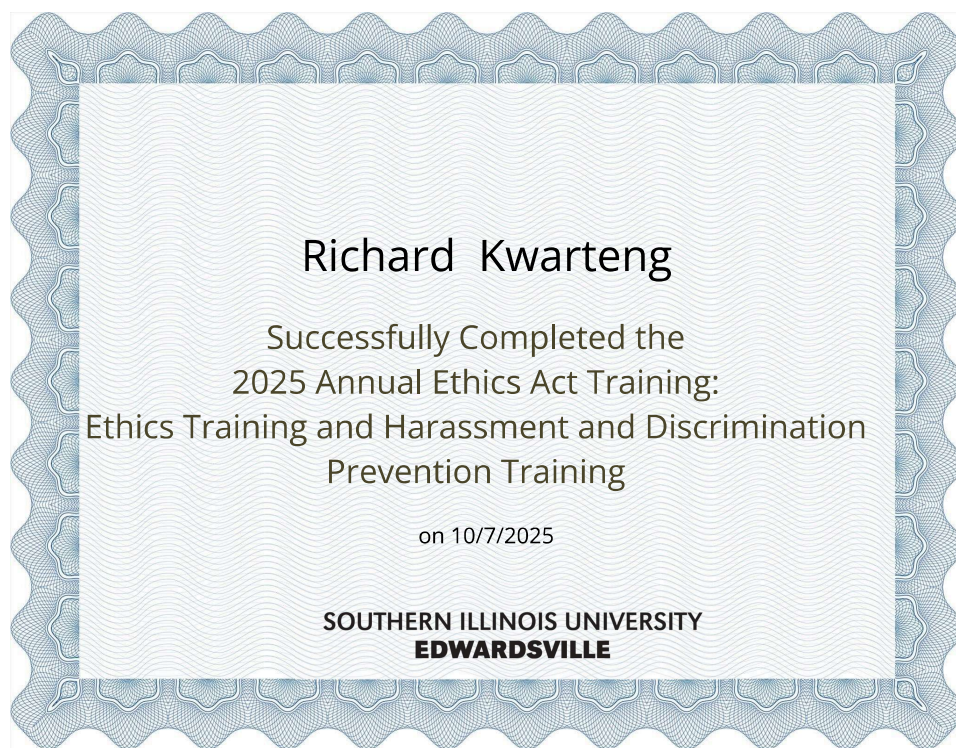 Richard Kwarteng
Successfully Completed the
2025 Annual Ethics Act Training:
Ethics Training and Harassment and Discrimination
Prevention Training
on 10/7/2025
SOUTHERN ILLINOIS UNIVERSITY
EDWARDSVILLE